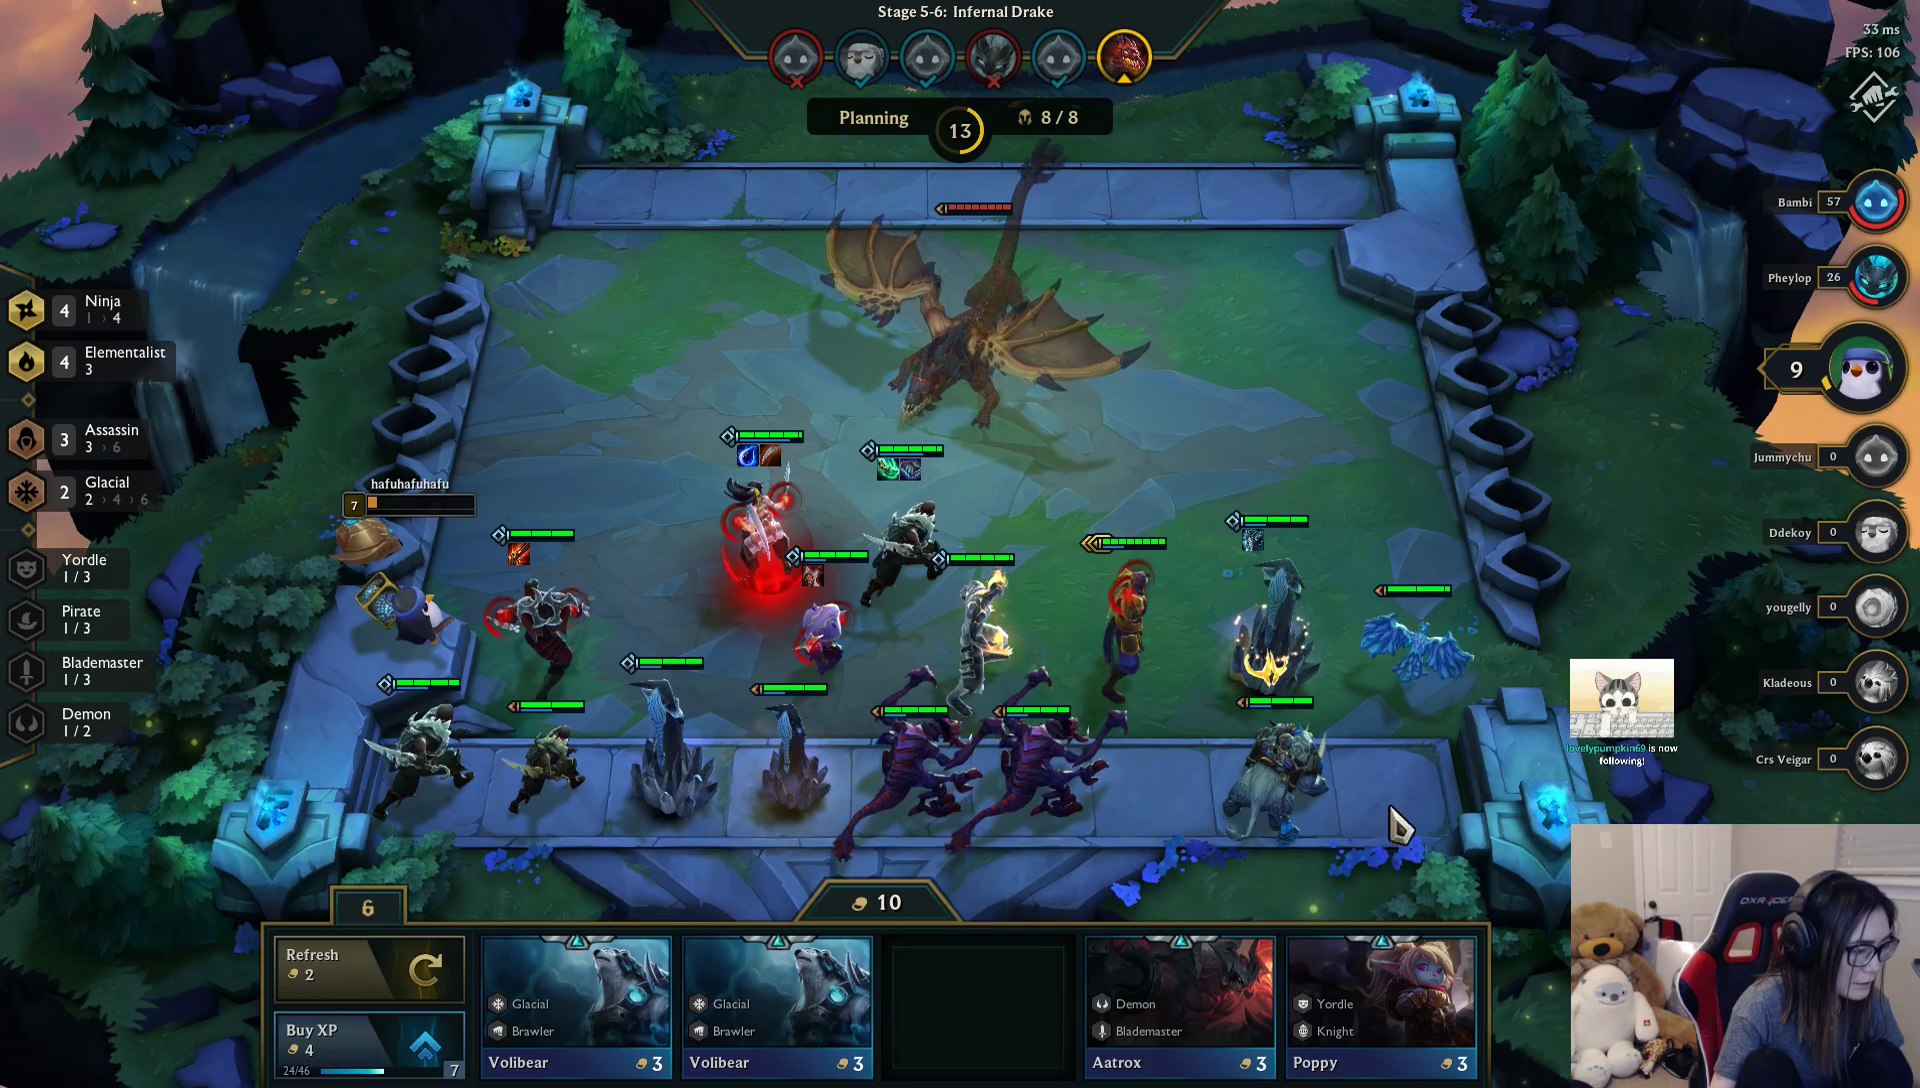 Stage 5-6: Infernal Drake
33 ms
FPS: 106
Planning
13
8 / 8
Bambi 57
Pheylop 26
9
Jummychu 0
Ddekoy 0
yougelly 0
Kladeous 0
Crs Veigar 0
4 Ninja
1 › 4
4 Elementalist
3
3 Assassin
3 › 6
2 Glacial
2 › 4 › 6
Yordle
1 / 3
Pirate
1 / 3
Blademaster
1 / 3
Demon
1 / 2
hafuhafuhafu
7
lovelypumpkin69 is now
following!
DXRACER
6
10
Refresh
2
Buy XP
4
24/46
7
Glacial
Brawler
Volibear 3
Glacial
Brawler
Volibear 3
Demon
Blademaster
Aatrox 3
Yordle
Knight
Poppy 3